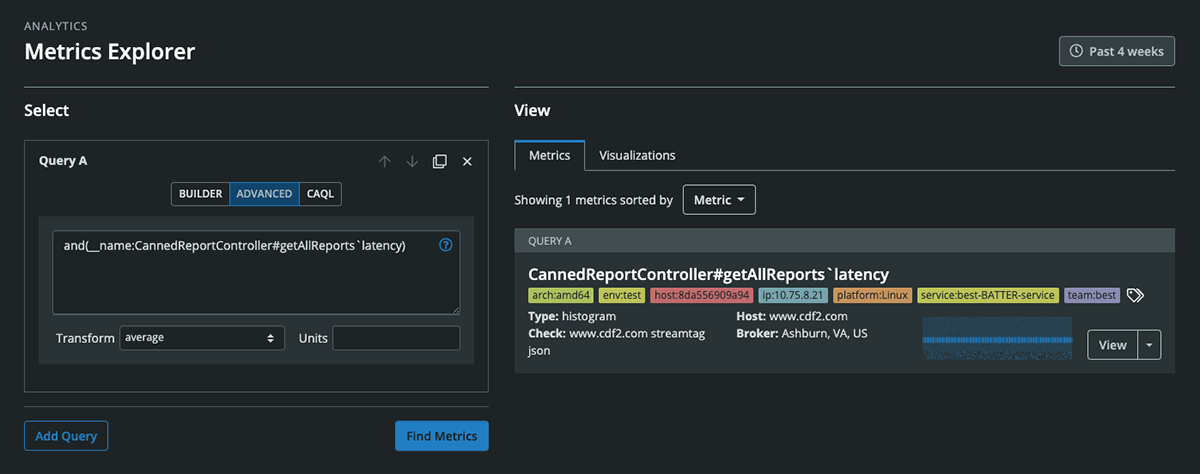 ANALYTICS
Metrics Explorer
Past 4 weeks
Select
Query A
BUILDER ADVANCED CAQL
and(__name:CannedReportController#getAllReports`latency)
?
Transform average Units
Add Query Find Metrics
View
Metrics Visualizations
Showing 1 metrics sorted by Metric
QUERY A
CannedReportController#getAllReports`latency
arch:amd64 env:test host:8da556909a94 ip:10.75.8.21 platform:Linux service:best-BATTER-service team:best
Type: histogram Host: www.cdf2.com
Check: www.cdf2.com streamtag Broker: Ashburn, VA, US
json
View